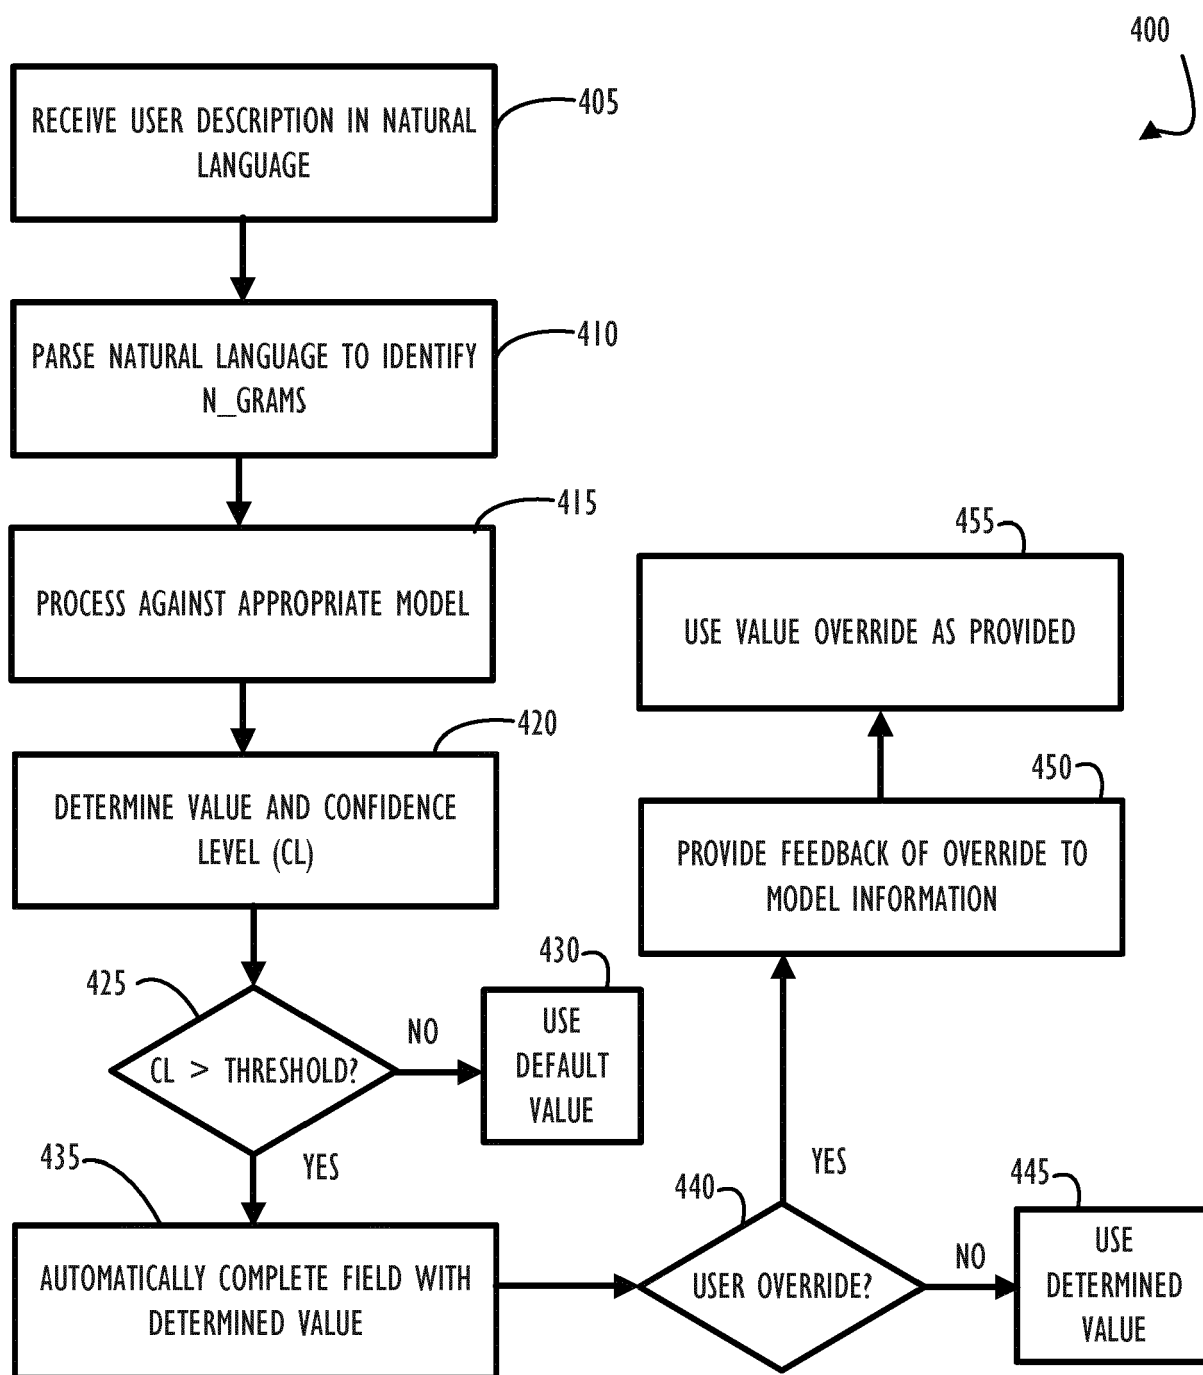 400
405
RECEIVE USER DESCRIPTION IN NATURAL
LANGUAGE
410
PARSE NATURAL LANGUAGE TO IDENTIFY
N_GRAMS
415
PROCESS AGAINST APPROPRIATE MODEL
420
DETERMINE VALUE AND CONFIDENCE
LEVEL (CL)
425
CL > THRESHOLD?
NO
430
USE
DEFAULT
VALUE
YES
435
AUTOMATICALLY COMPLETE FIELD WITH
DETERMINED VALUE
440
USER OVERRIDE?
NO
445
USE
DETERMINED
VALUE
YES
450
PROVIDE FEEDBACK OF OVERRIDE TO
MODEL INFORMATION
455
USE VALUE OVERRIDE AS PROVIDED